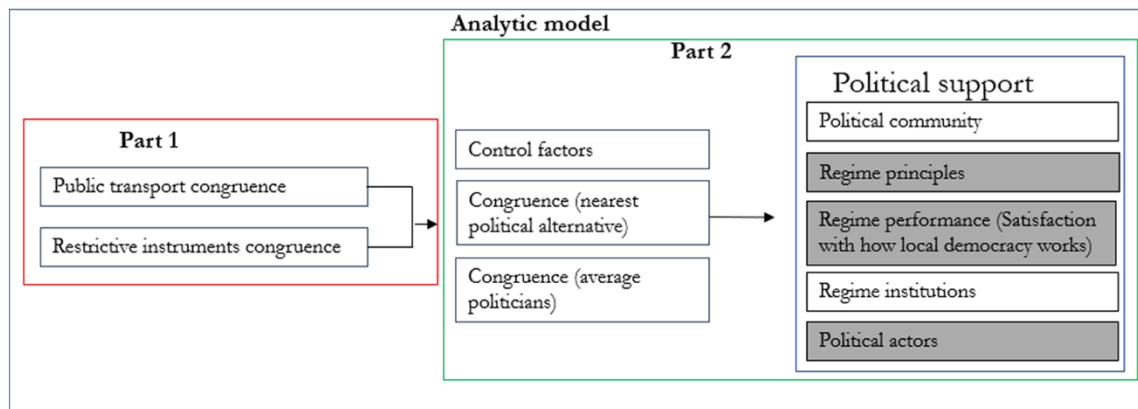 Analytic model
Part 2
Political support
Political community
Part 1
Control factors
Public transport congruence
Regime principles
Congruence (nearest
political alternative)
Regime performance (Satisfaction
with how local democracy works)
Restrictive instruments congruence
Congruence (average
politicians)
Regime institutions
Political actors